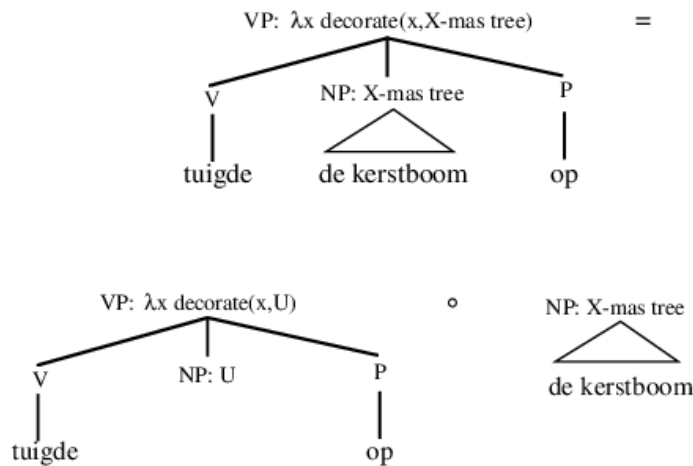 VP: λx decorate(x,X-mas tree) =
V NP: X-mas tree P
tuigde de kerstboom op
VP: λx decorate(x,U) ° NP: X-mas tree
V NP: U P de kerstboom
tuigde op